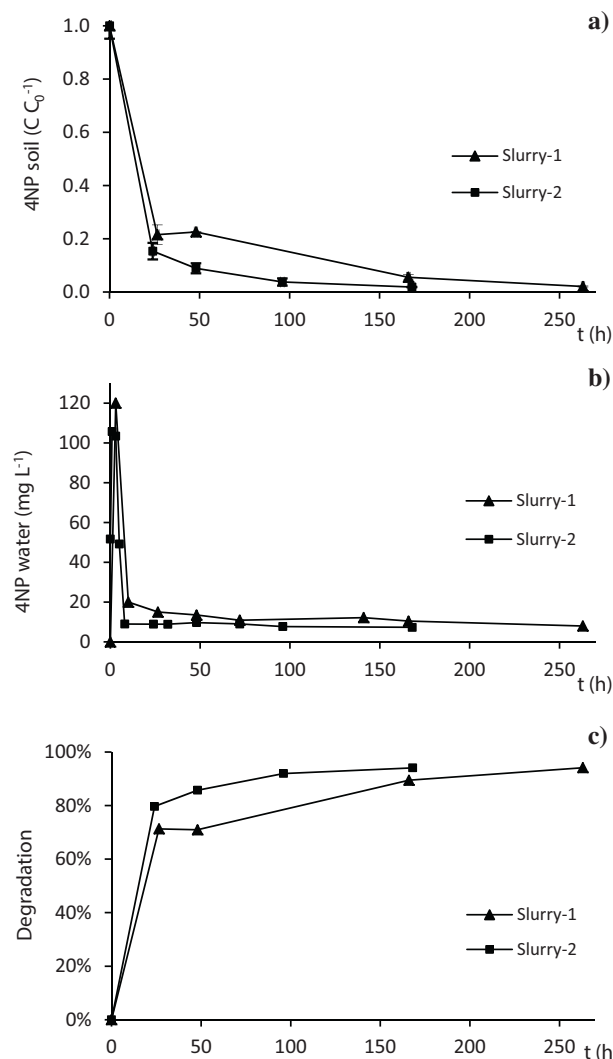 a)
1.0
0.8
0.6
0.4
0.2
0.0
4NP soil (C C₀⁻¹)
Slurry-1
Slurry-2
0 50 100 150 200 250
t (h)
b)
120
100
80
60
40
20
0
4NP water (mg L⁻¹)
Slurry-1
Slurry-2
0 50 100 150 200 250
t (h)
c)
100%
80%
60%
40%
20%
0%
Degradation
Slurry-1
Slurry-2
0 50 100 150 200 250
t (h)